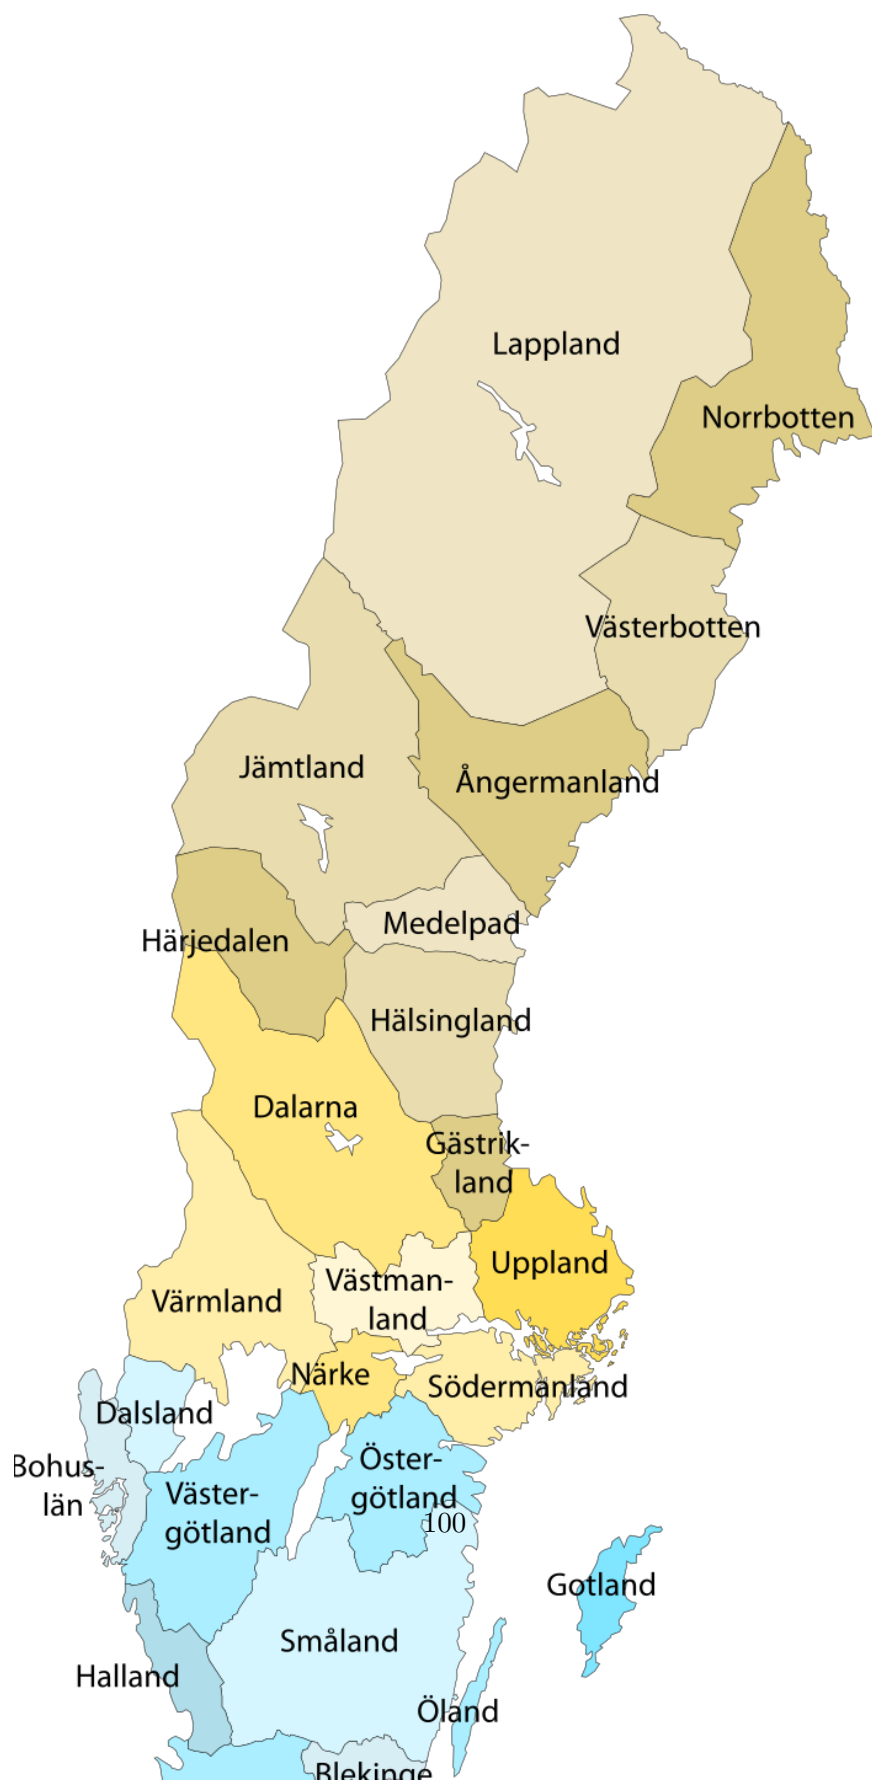 Lappland
Norrbotten
Västerbotten
Jämtland
Ångermanland
Medelpad
Härjedalen
Hälsingland
Dalarna
Gästrik-
land
Uppland
Västman-
land
Värmland
Närke
Södermanland
Dalsland
Bohus-
län
Väster-
götland
Öster-
götland
100
Gotland
Småland
Halland
Öland
Blekinge